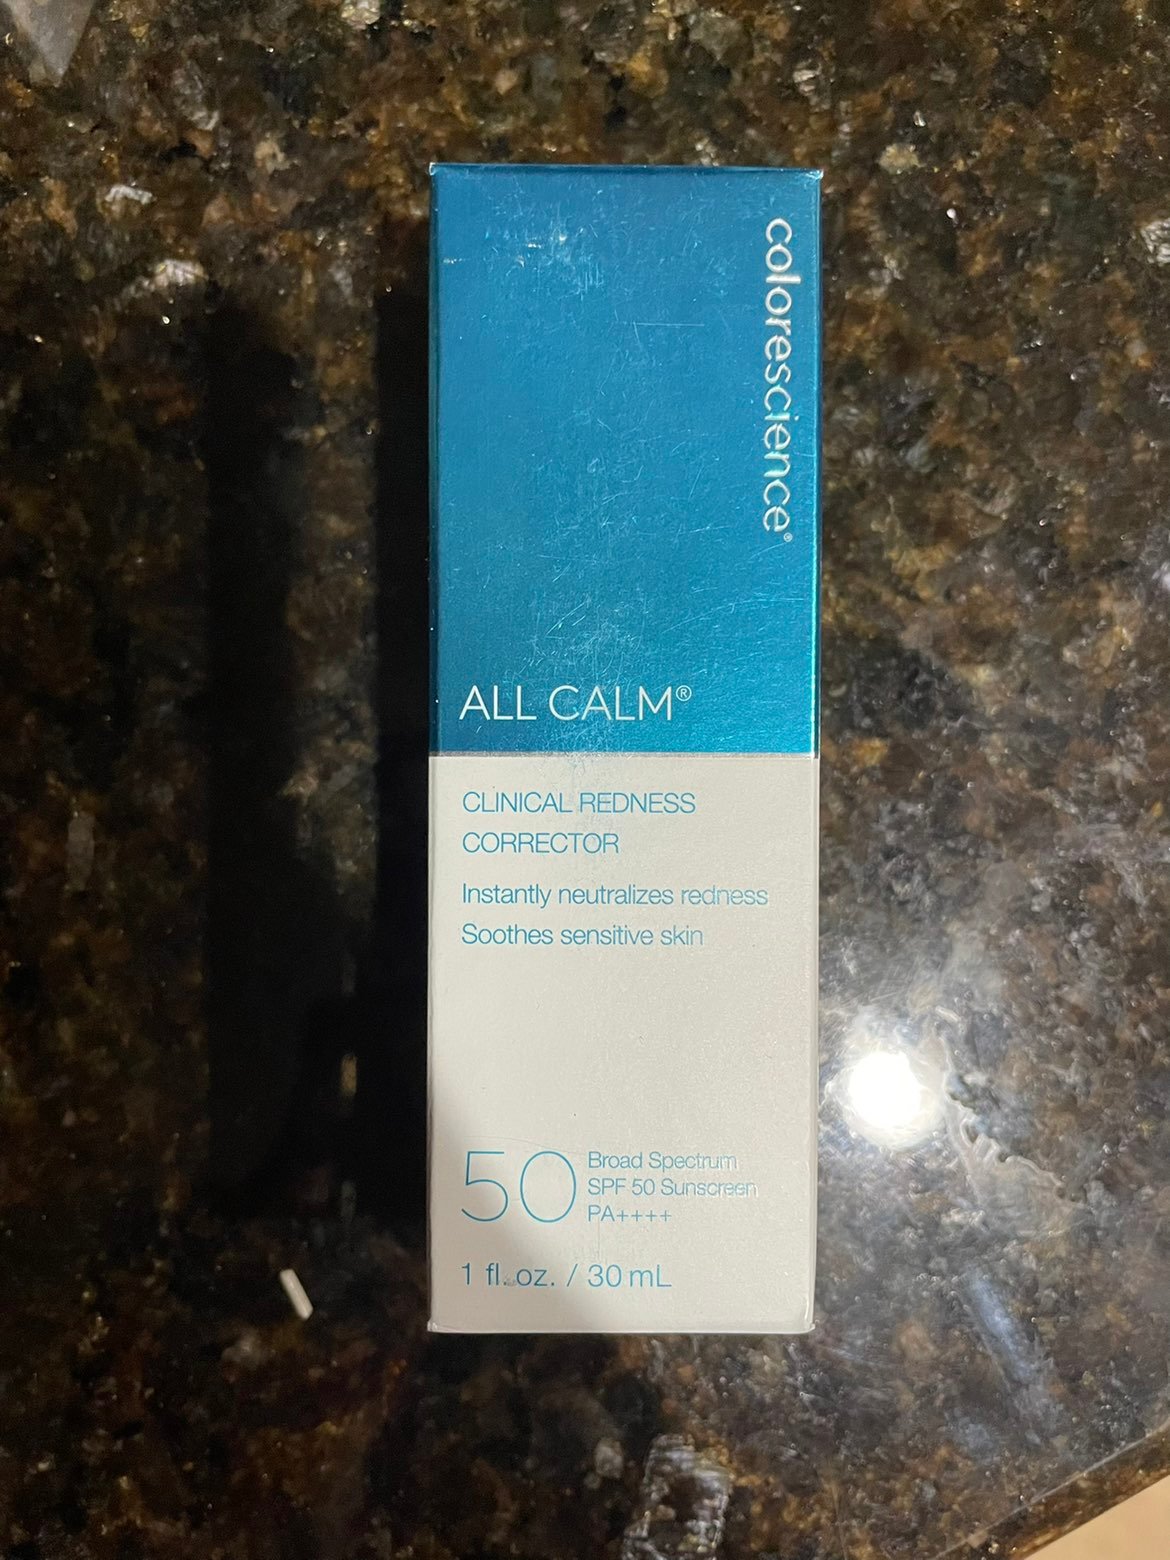 colorescience®
ALL CALM®
CLINICAL REDNESS
CORRECTOR
Instantly neutralizes redness
Soothes sensitive skin
50
Broad Spectrum
SPF 50 Sunscreen
PA++++
1 fl. oz. / 30 mL